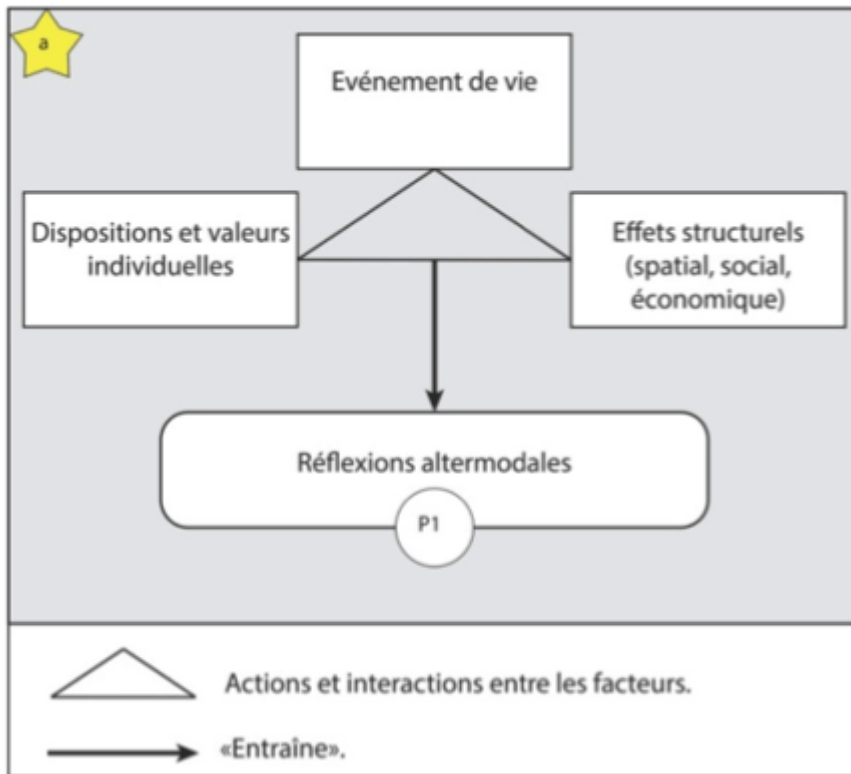 a
Evénement de vie
Dispositions et valeurs
individuelles
Effets structurels
(spatial, social,
économique)
Réflexions altermodales
P1
Actions et interactions entre les facteurs.
«Entraîne».